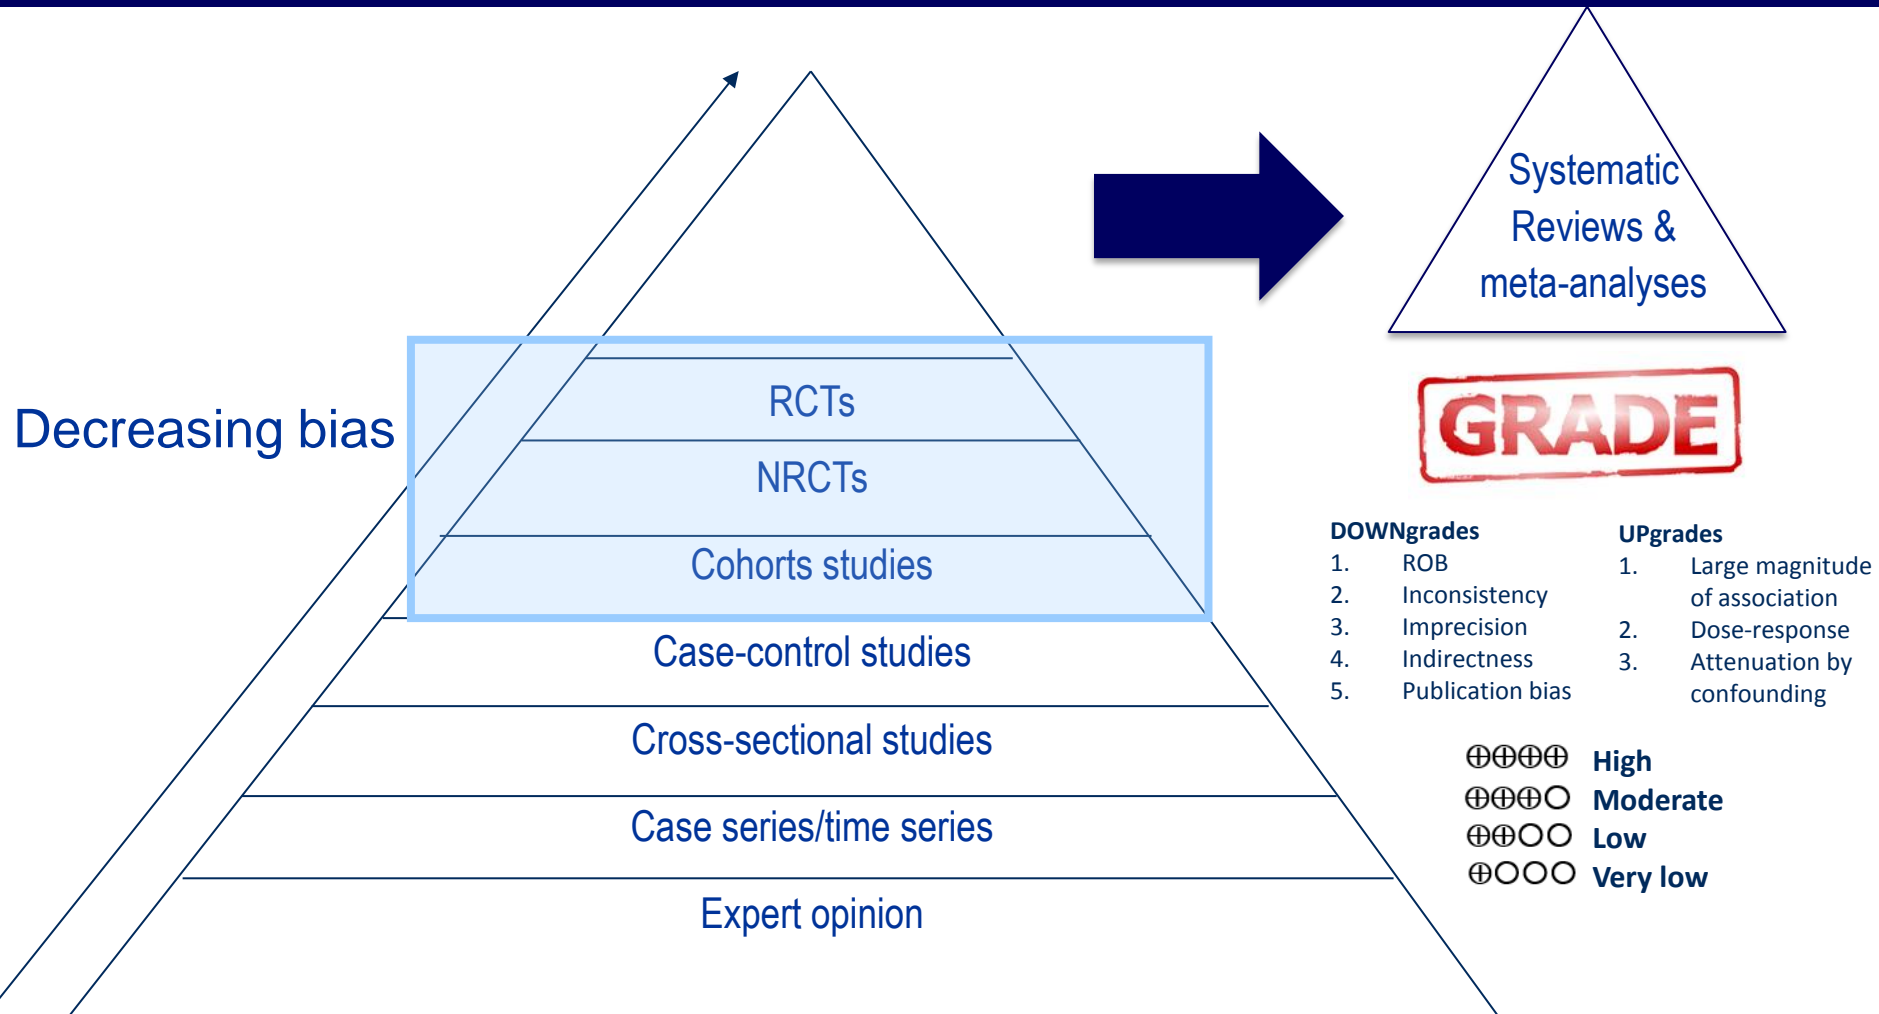 Decreasing bias
RCTs
NRCTs
Cohorts studies
Case-control studies
Cross-sectional studies
Case series/time series
Expert opinion
Systematic
Reviews &
meta-analyses
GRADE
DOWNgrades
1. ROB
2. Inconsistency
3. Imprecision
4. Indirectness
5. Publication bias
UPgrades
1. Large magnitude
of association
2. Dose-response
3. Attenuation by
confounding
⊕⊕⊕⊕ High
⊕⊕⊕○ Moderate
⊕⊕○○ Low
⊕○○○ Very low